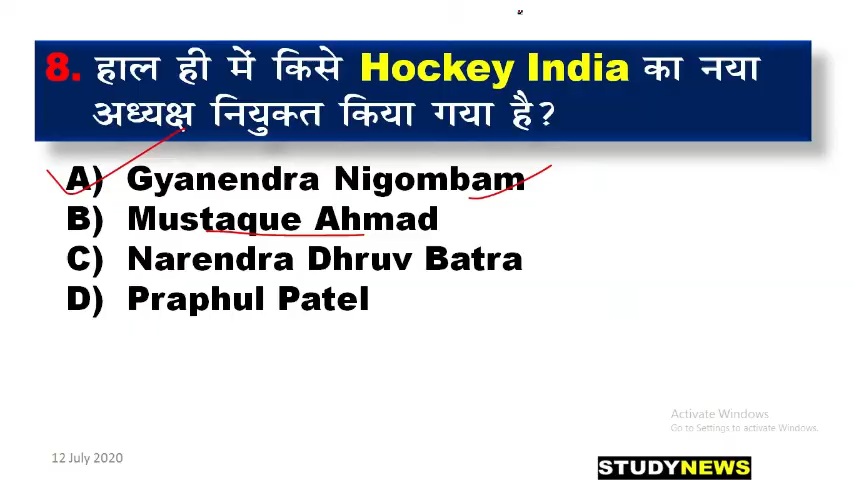 8. हाल ही में किसे Hockey India का नया
अध्यक्ष नियुक्त किया गया है?
A) Gyanendra Nigombam
B) Mustaque Ahmad
C) Narendra Dhruv Batra
D) Praphul Patel
Activate Windows
Go to Settings to activate Windows.
12 July 2020
STUDYNEWS